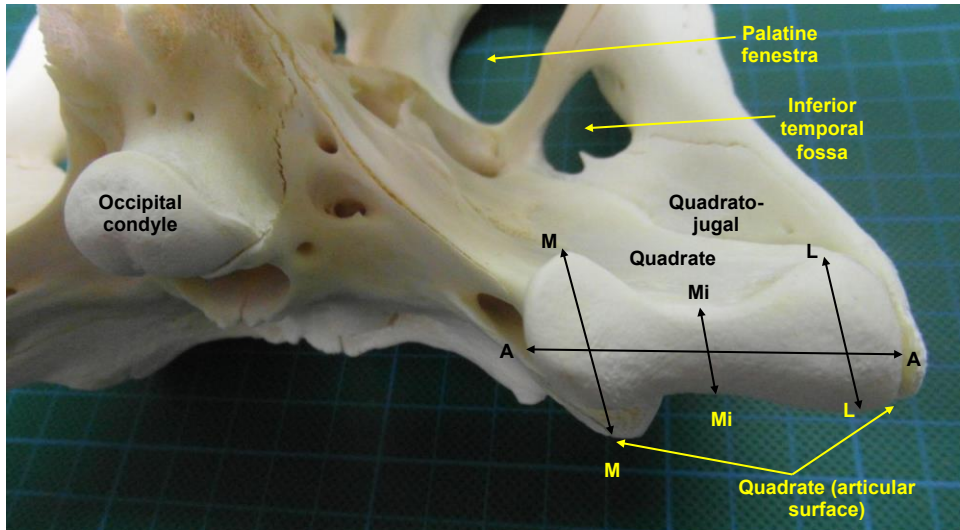 Palatine
fenestra
Inferior
temporal
fossa
Occipital
condyle
Quadrato-
jugal
M
Quadrate
L
Mi
A
A
Mi
L
M
Quadrate (articular
surface)